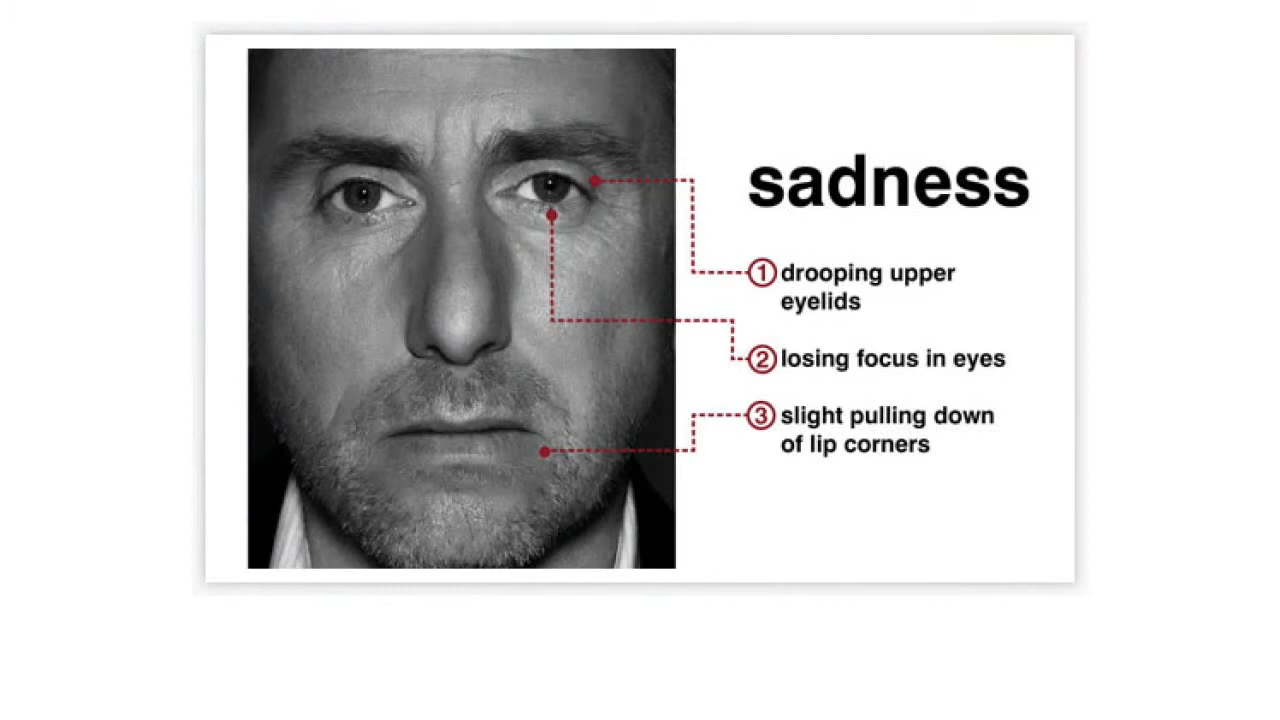 sadness
① drooping upper
eyelids
② losing focus in eyes
③ slight pulling down
of lip corners